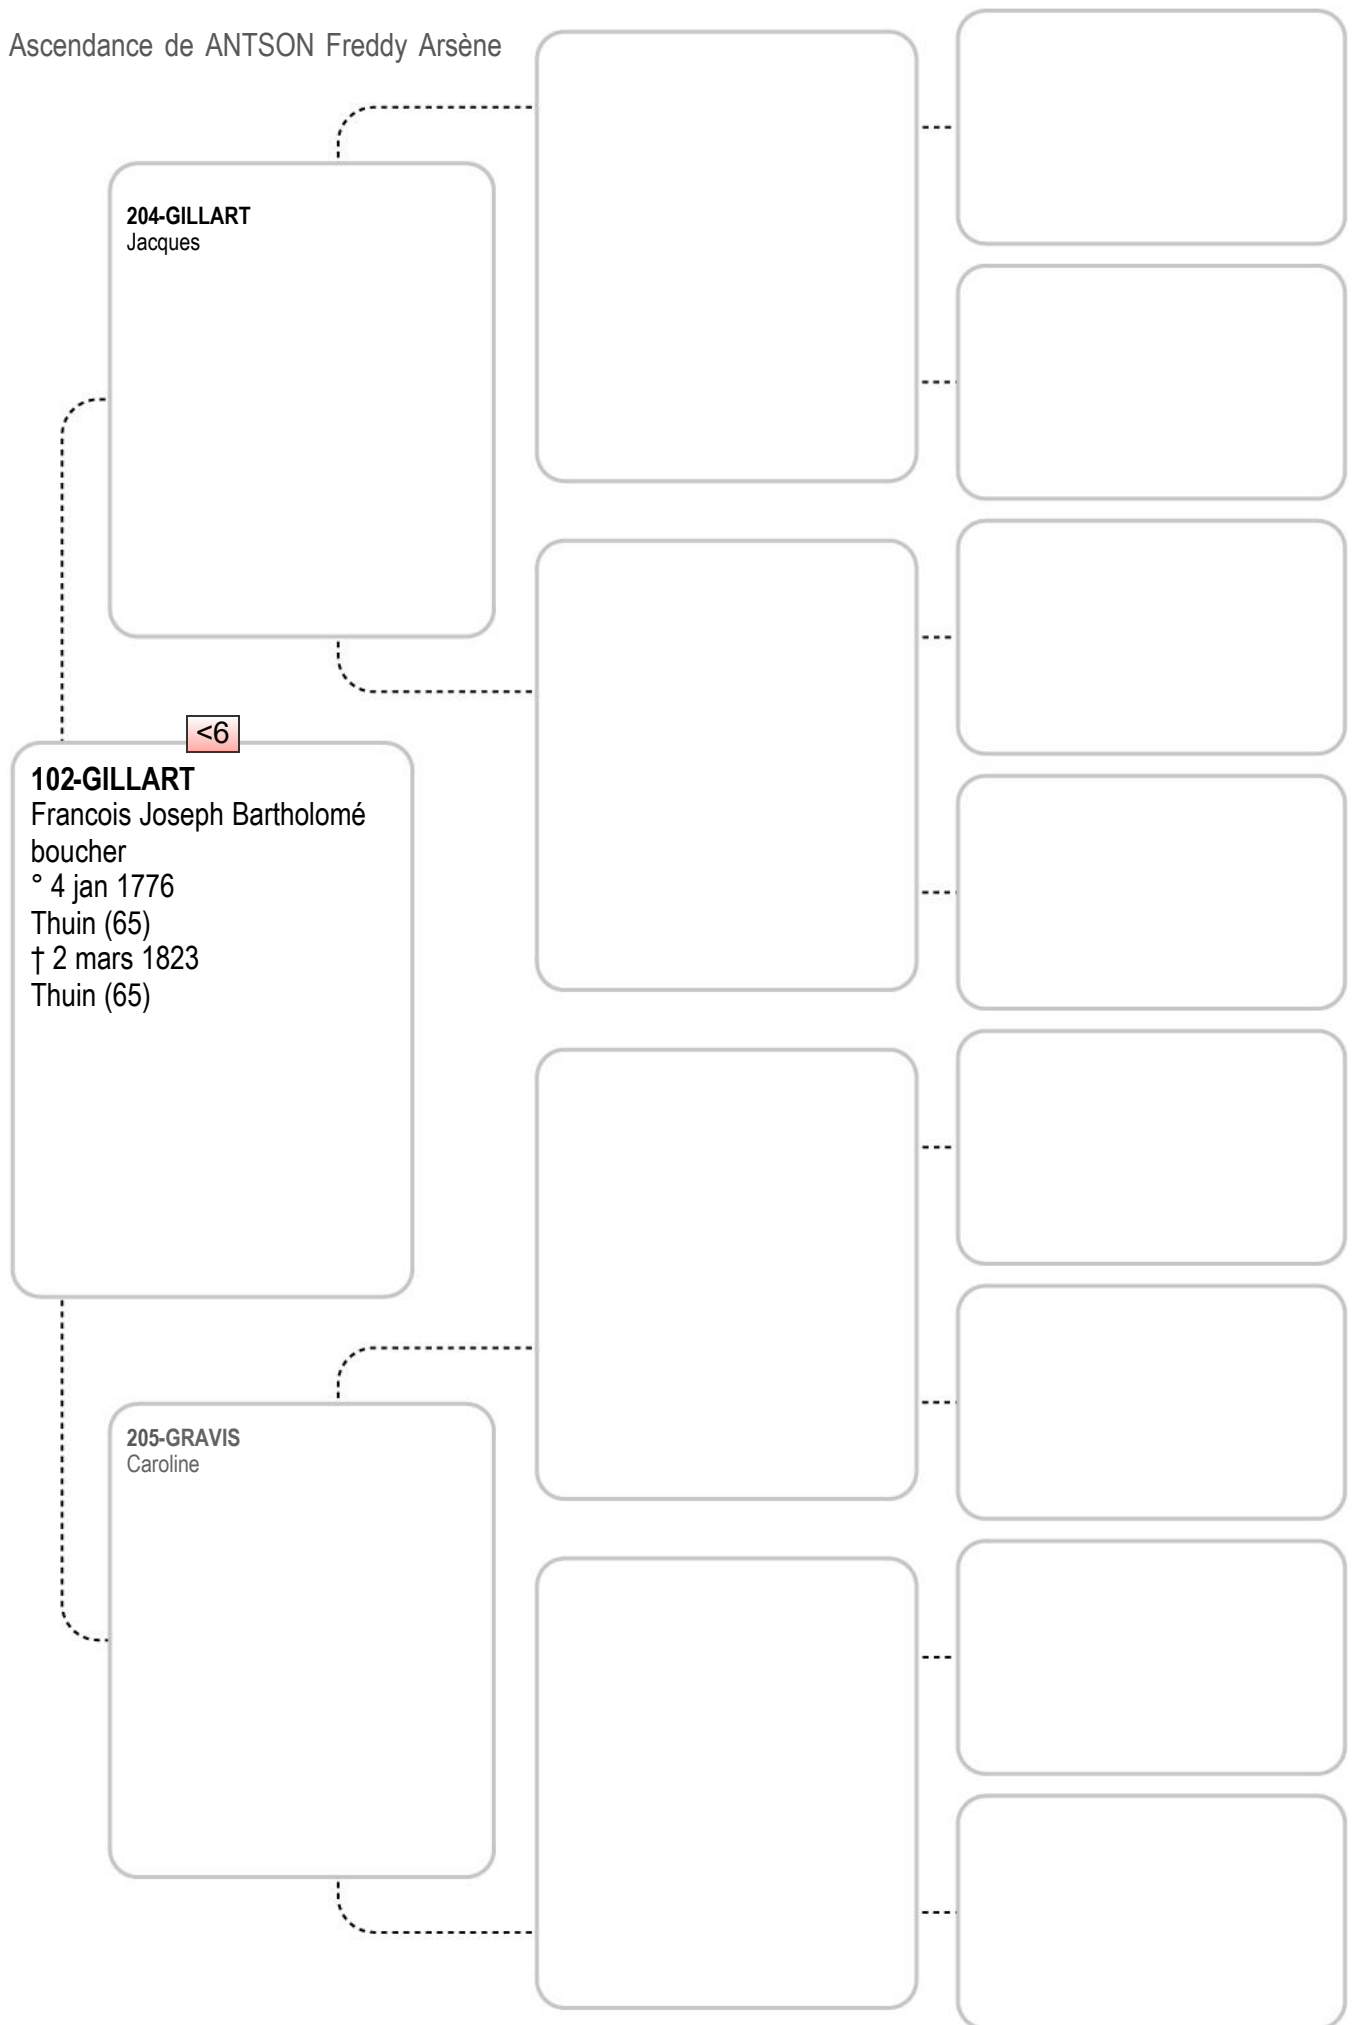 Ascendance de ANTSON Freddy Arsène
204-GILLART
Jacques
<6
102-GILLART
Francois Joseph Bartholomé
boucher
° 4 jan 1776
Thuin (65)
† 2 mars 1823
Thuin (65)
205-GRAVIS
Caroline